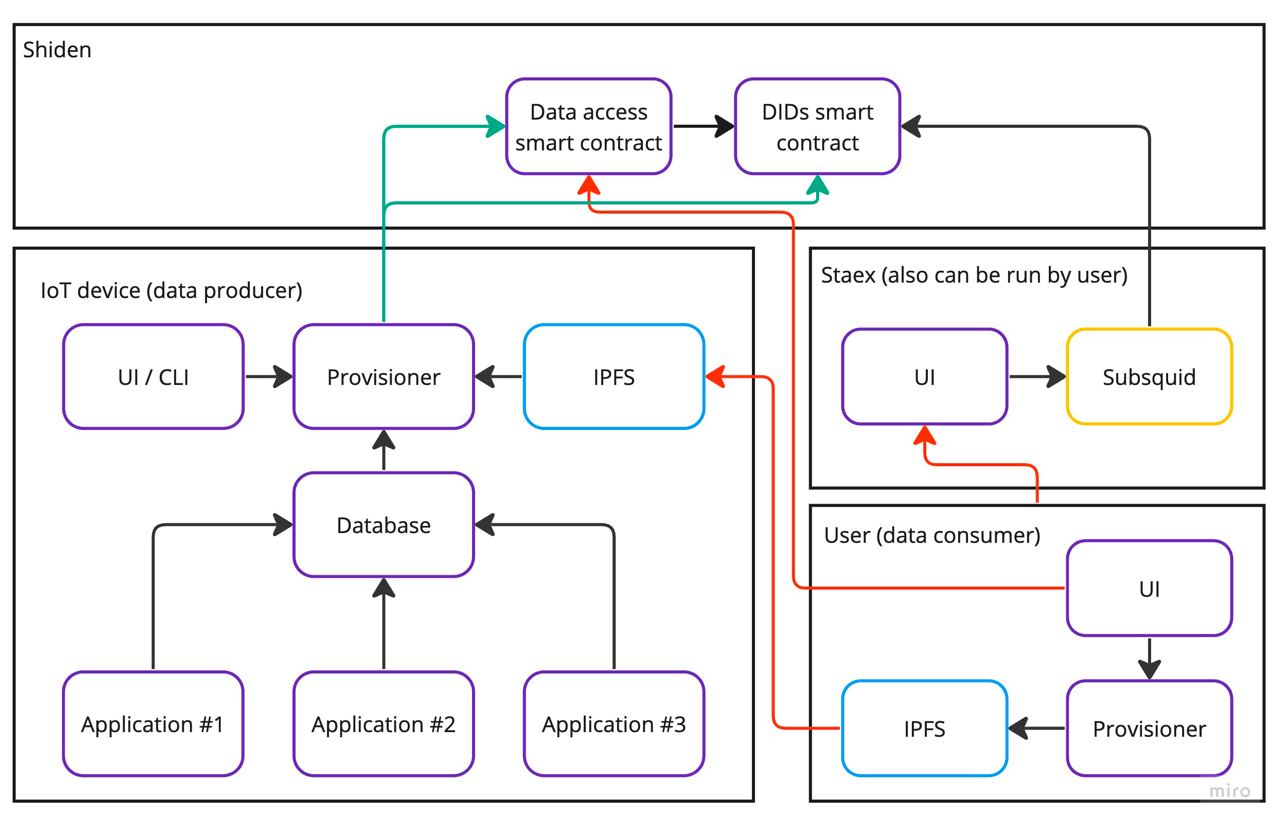 Shiden
Data access
smart contract
DIDs smart
contract
IoT device (data producer)
UI / CLI
Provisioner
IPFS
Database
Application #1
Application #2
Application #3
Staex (also can be run by user)
UI
Subsquid
User (data consumer)
UI
IPFS
Provisioner
miro